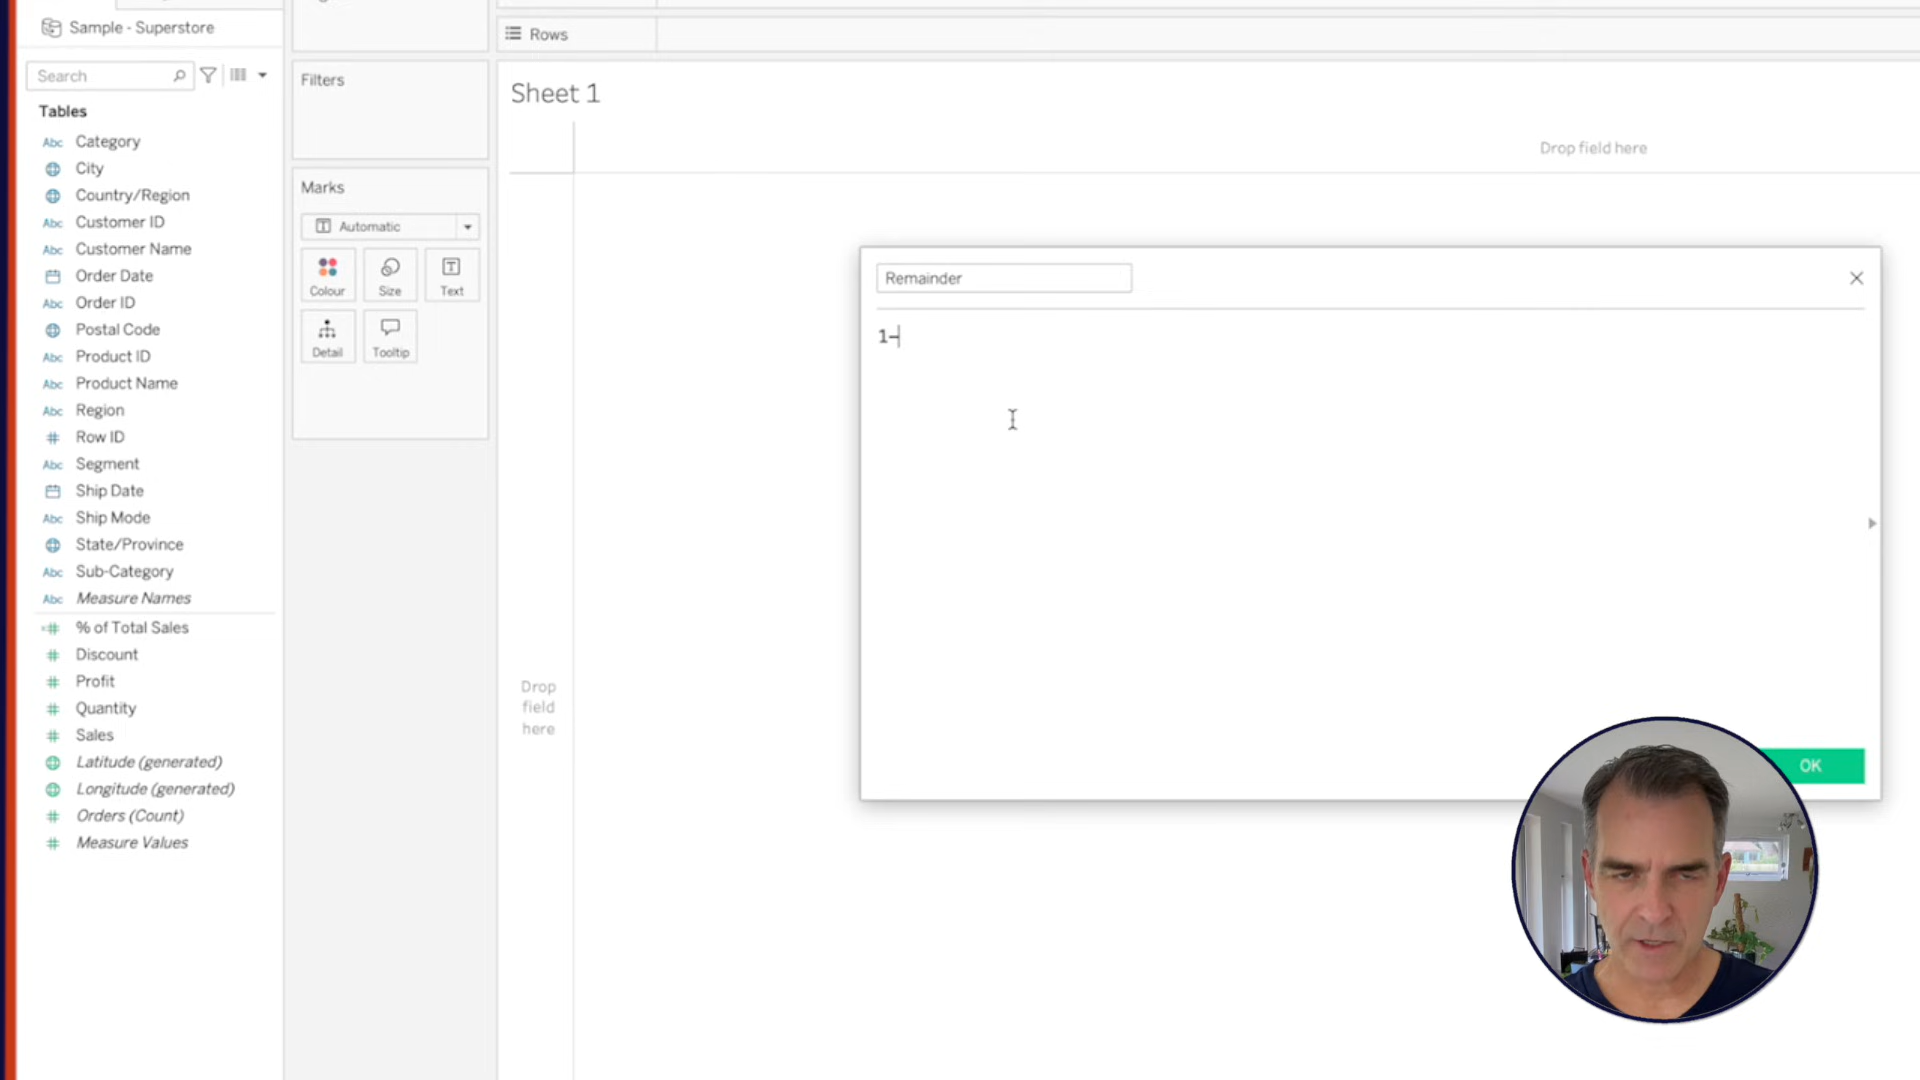 Sample - Superstore
Rows
Search
Filters
Sheet 1
Tables
Category
Drop field here
City
Marks
Country/Region
Customer ID
Automatic
Customer Name
Order Date
Remainder
Colour
Size
Text
Order ID
Postal Code
1-
Product ID
Detail
Tooltip
Product Name
Region
Row ID
Segment
Ship Date
Ship Mode
State/Province
Sub-Category
Measure Names
% of Total Sales
Discount
Profit
Drop
field
here
Quantity
Sales
Latitude (generated)
OK
Longitude (generated)
Orders (Count)
Measure Values
Abc
Abc
Abc
Abc
Abc
Abc
Abc
Abc
Abc
Abc
Abc